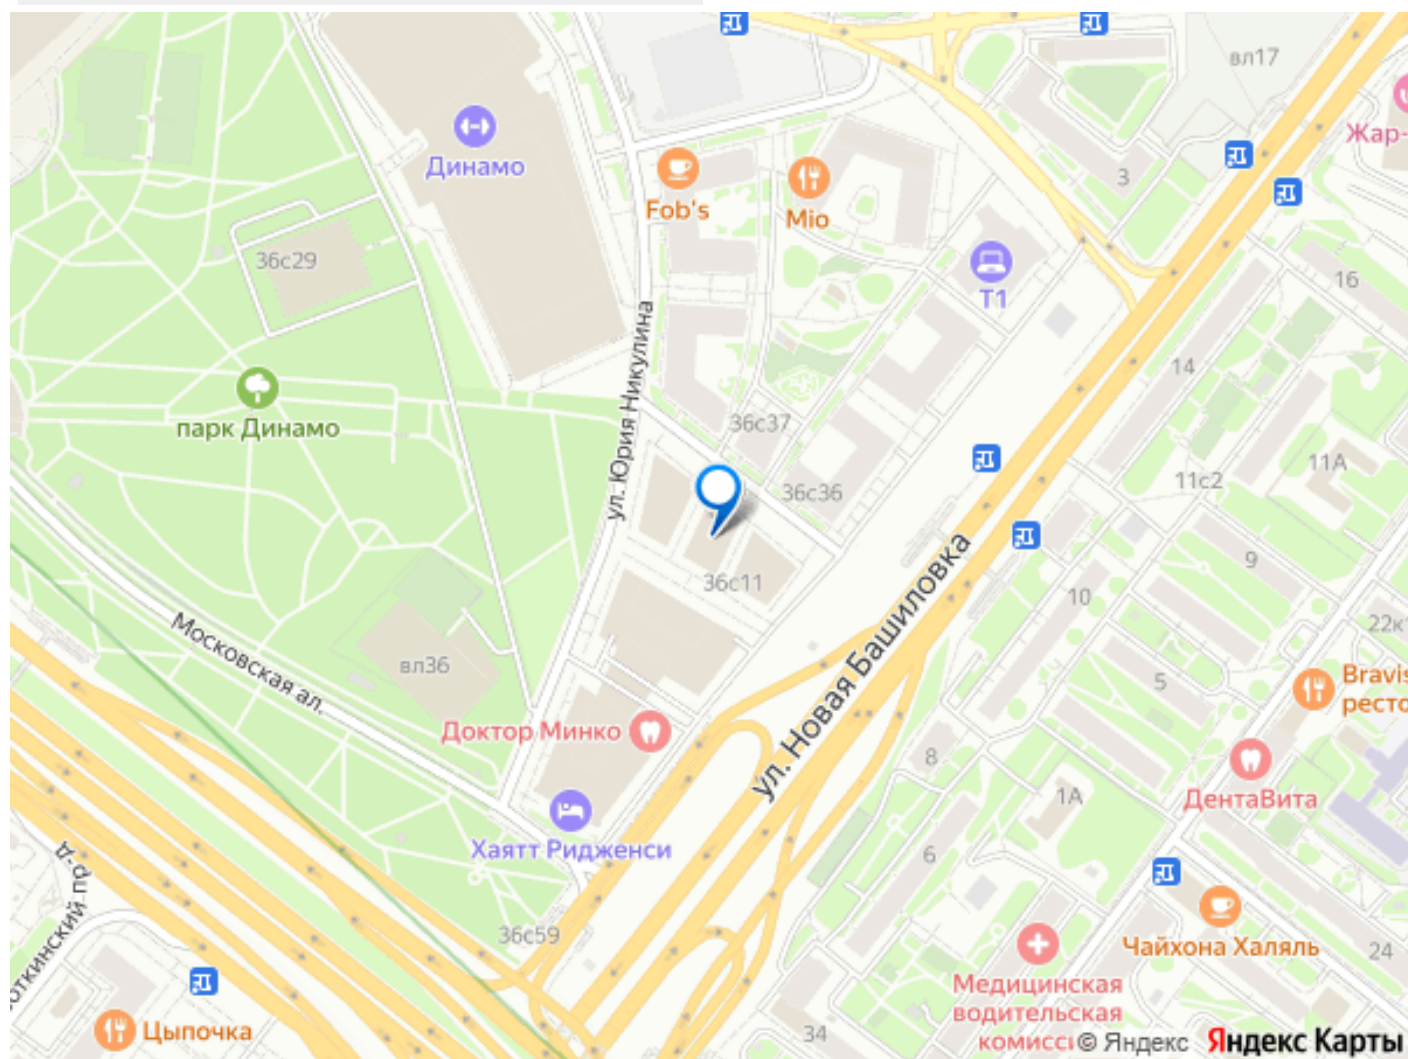 вл17
Жар-
Динамо
3
Fob's
Mio
36с29
T1
16
ул. Юрия Никулина
14
парк Динамо
36с37
11А
11с2
36с36
ул. Новая Башиловка
9
36с11
10
22к
Московская ал.
вл36
5
Bravis
ресто
Доктор Минко
8
1А
ДентаВита
Хаятт Ридженси
6
36с59
Чайхона Халяль
24
откинский пр-д
Медицинская
водительская
комисси
Цыпочка
34
© Яндекс Яндекс Карты